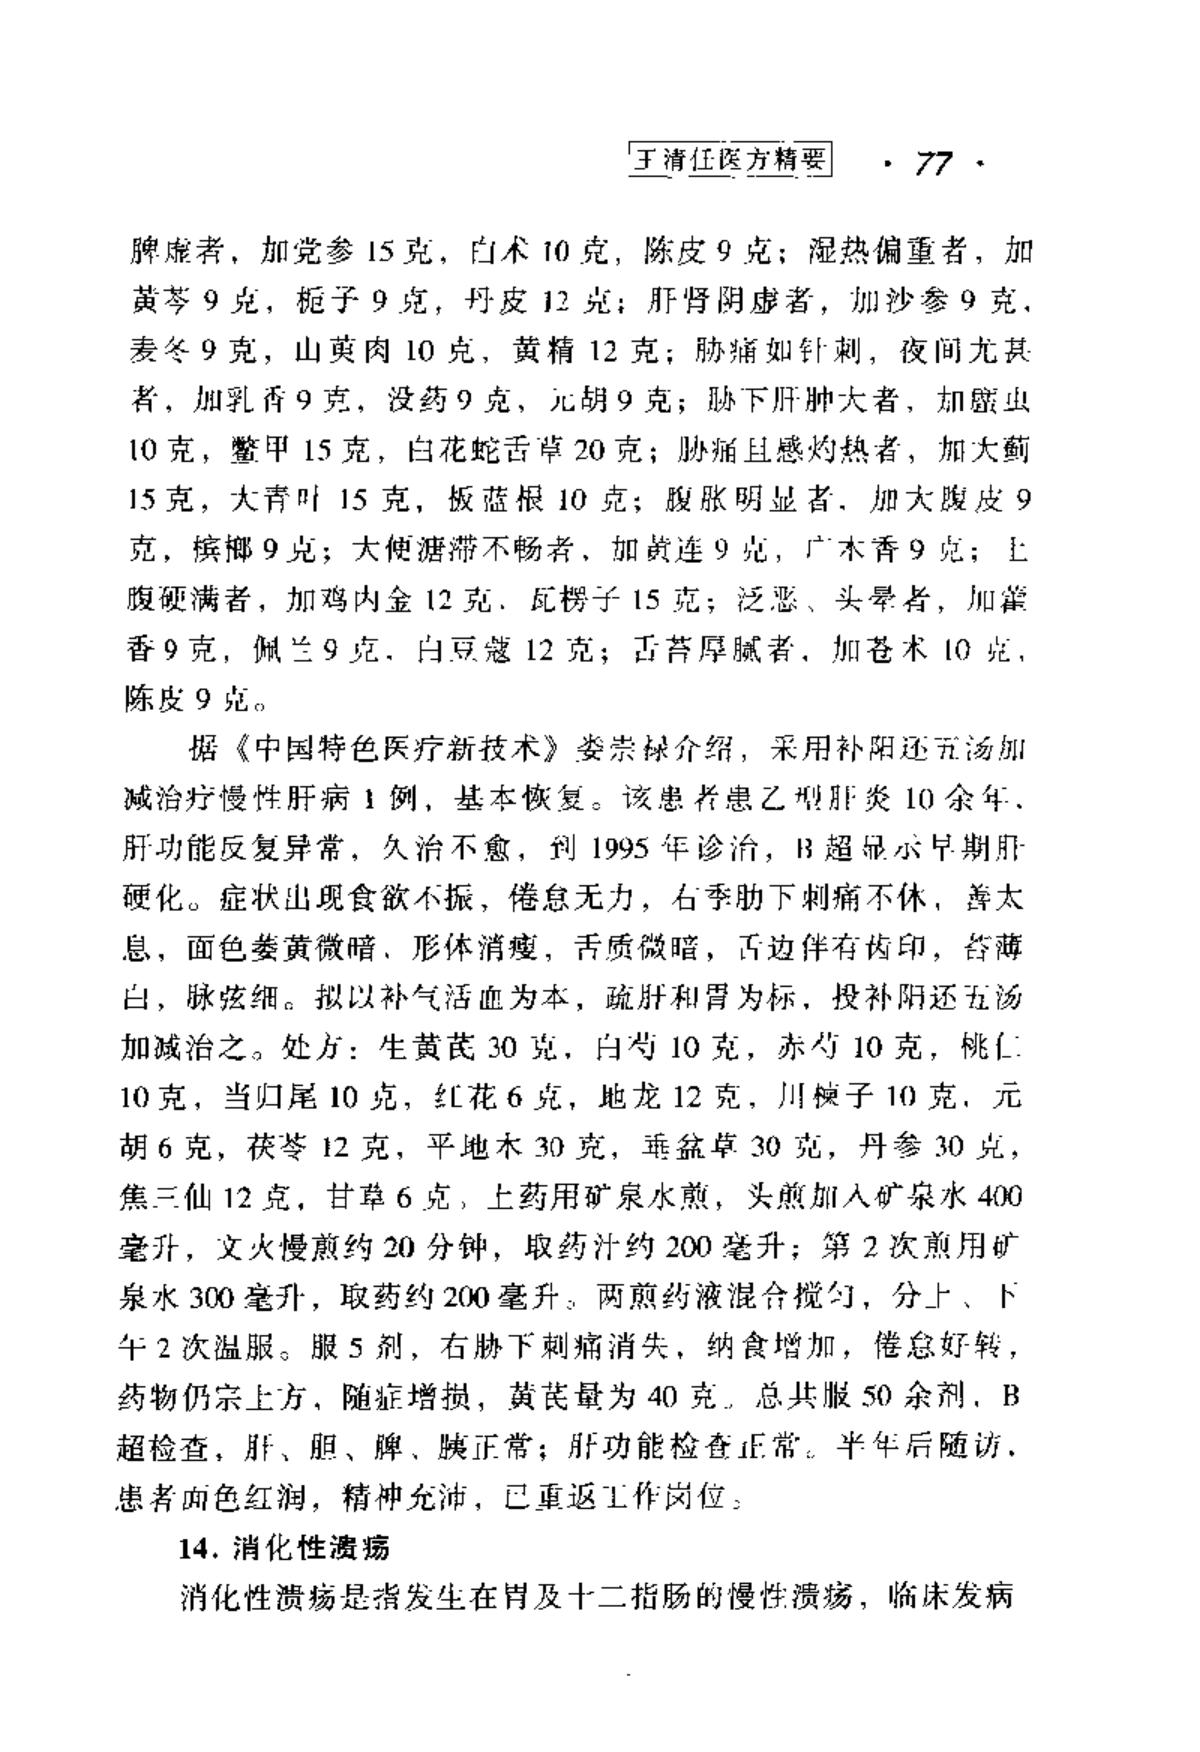 王清任医方精要 · 77 ·
脾虚者，加党参 15 克，白术 10 克，陈皮 9 克；湿热偏重者，加
黄芩 9 克，栀子 9 克，丹皮 12 克；肝肾阴虚者，加沙参 9 克，
麦冬 9 克，山萸肉 10 克，黄精 12 克；胁痛如针刺，夜间尤甚
者，加乳香 9 克，没药 9 克，元胡 9 克；胁下肝肿大者，加䗪虫
10 克，鳖甲 15 克，白花蛇舌草 20 克；胁痛且感灼热者，加大蓟
15 克，大青叶 15 克，板蓝根 10 克；腹胀明显者，加大腹皮 9
克，槟榔 9 克；大便溏滞不畅者，加黄连 9 克，广木香 9 克；上
腹硬满者，加鸡内金 12 克，瓦楞子 15 克；泛恶、头晕者，加藿
香 9 克，佩兰 9 克，白豆蔻 12 克；舌苔厚腻者，加苍术 10 克，
陈皮 9 克。
据《中国特色医疗新技术》娄崇禄介绍，采用补阳还五汤加
减治疗慢性肝病 1 例，基本恢复。该患者患乙型肝炎 10 余年，
肝功能反复异常，久治不愈，到 1995 年诊治，B 超显示早期肝
硬化。症状出现食欲不振，倦怠无力，右季肋下刺痛不休，善太
息，面色萎黄微暗，形体消瘦，舌质微暗，舌边伴有齿印，苔薄
白，脉弦细。拟以补气活血为本，疏肝和胃为标，投补阳还五汤
加减治之。处方：生黄芪 30 克，白芍 10 克，赤芍 10 克，桃仁
10 克，当归尾 10 克，红花 6 克，地龙 12 克，川楝子 10 克，元
胡 6 克，茯苓 12 克，平地木 30 克，垂盆草 30 克，丹参 30 克，
焦三仙 12 克，甘草 6 克。上药用矿泉水煎，头煎加入矿泉水 400
毫升，文火慢煎约 20 分钟，取药汁约 200 毫升；第 2 次煎用矿
泉水 300 毫升，取药约 200 毫升。两煎药液混合搅匀，分上、下
午 2 次温服。服 5 剂，右胁下刺痛消失，纳食增加，倦怠好转，
药物仍宗上方，随症增损，黄芪量为 40 克。总共服 50 余剂，B
超检查，肝、胆、脾、胰正常；肝功能检查正常。半年后随访，
患者面色红润，精神充沛，已重返工作岗位。
14. 消化性溃疡
消化性溃疡是指发生在胃及十二指肠的慢性溃疡，临床发病